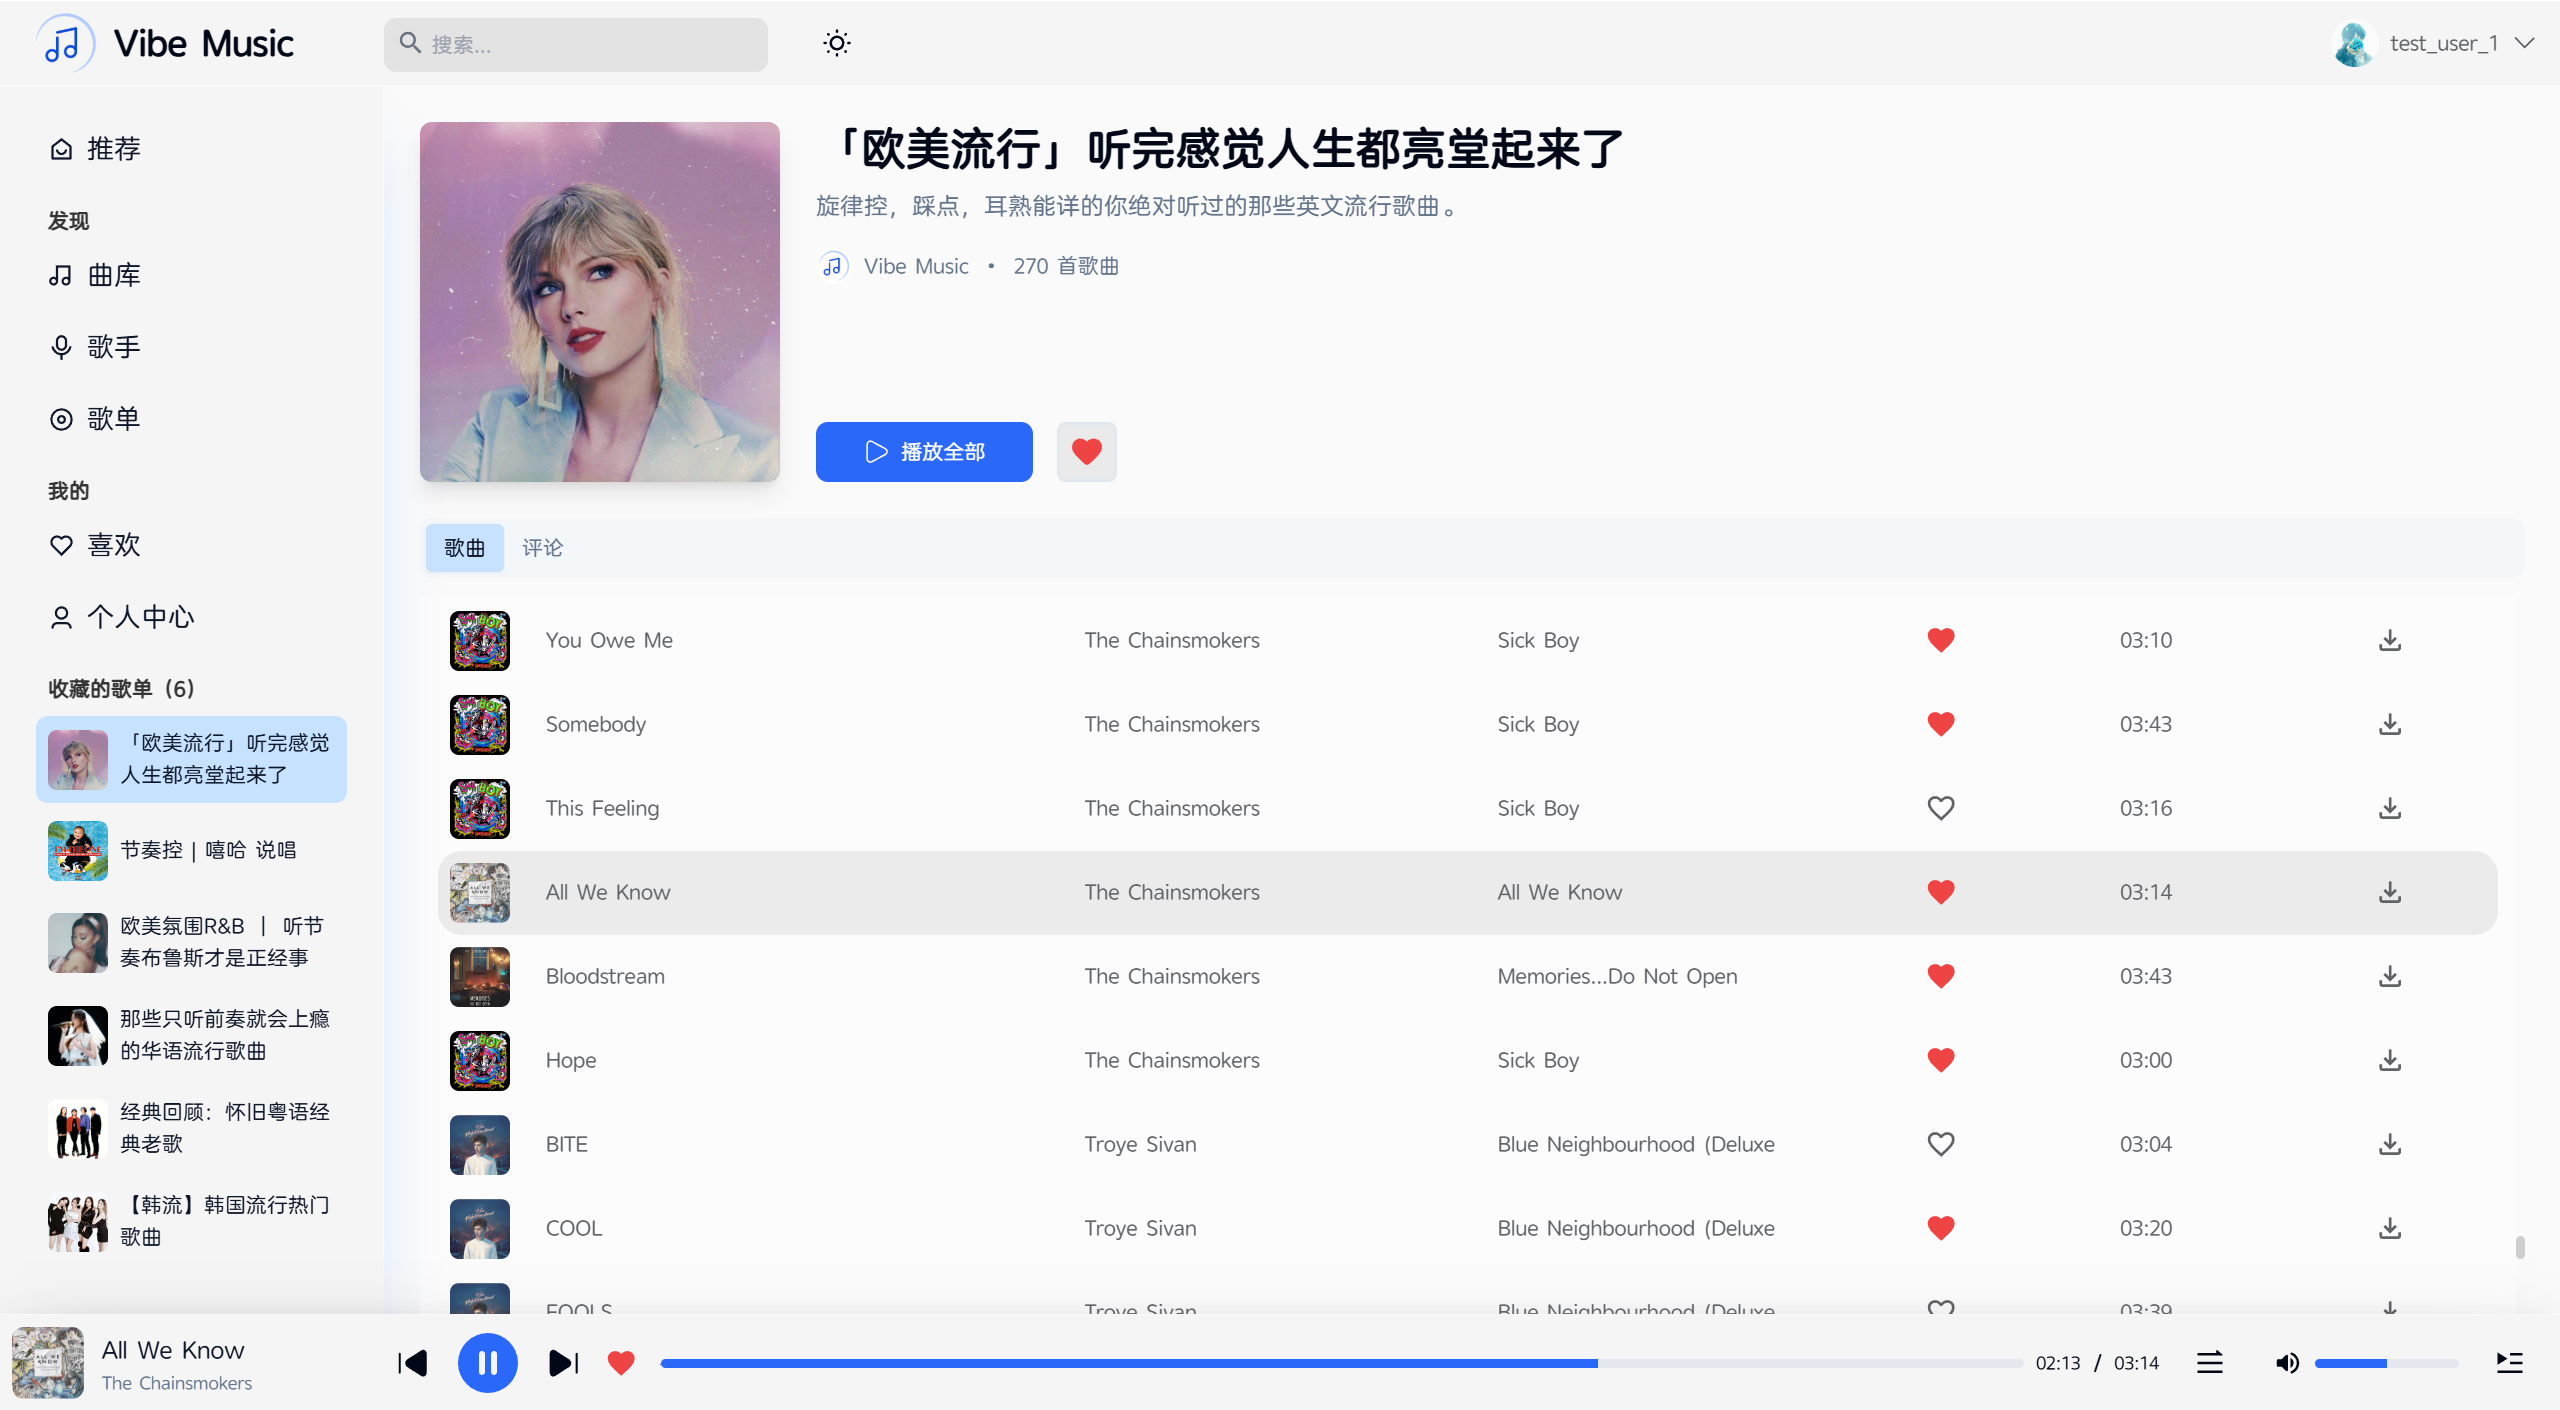 Vibe Music
搜索...
test_user_1
推荐
发现
曲库
歌手
歌单
我的
喜欢
个人中心
收藏的歌单（6）
「欧美流行」听完感觉
人生都亮堂起来了
节奏控 | 嘻哈 说唱
欧美氛围R&B ｜ 听节
奏布鲁斯才是正经事
那些只听前奏就会上瘾
的华语流行歌曲
经典回顾：怀旧粤语经
典老歌
【韩流】韩国流行热门
歌曲
「欧美流行」听完感觉人生都亮堂起来了
旋律控，踩点，耳熟能详的你绝对听过的那些英文流行歌曲。
Vibe Music • 270 首歌曲
播放全部
歌曲 评论
You Owe Me The Chainsmokers Sick Boy 03:10
Somebody The Chainsmokers Sick Boy 03:43
This Feeling The Chainsmokers Sick Boy 03:16
All We Know The Chainsmokers All We Know 03:14
Bloodstream The Chainsmokers Memories...Do Not Open 03:43
Hope The Chainsmokers Sick Boy 03:00
BITE Troye Sivan Blue Neighbourhood (Deluxe 03:04
COOL Troye Sivan Blue Neighbourhood (Deluxe 03:20
FOOLS Troye Sivan Blue Neighbourhood (Deluxe 03:39
All We Know
The Chainsmokers
02:13 / 03:14